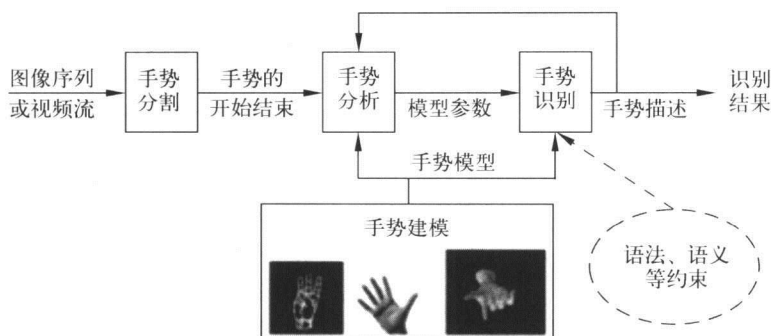 图像序列
或视频流
手势
分割
手势的
开始结束
手势
分析
模型参数
手势
识别
手势描述
识别
结果
手势模型
手势建模
语法、语义
等约束